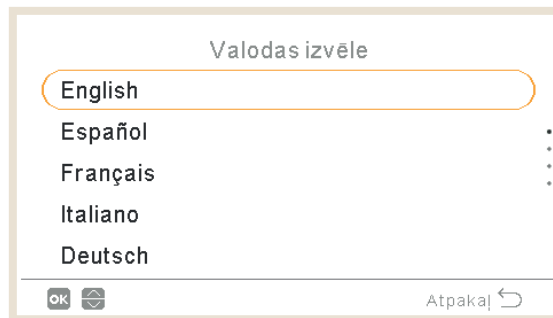 Valodas izvēle
English
Español
Français
Italiano
Deutsch
OK Atpakaļ